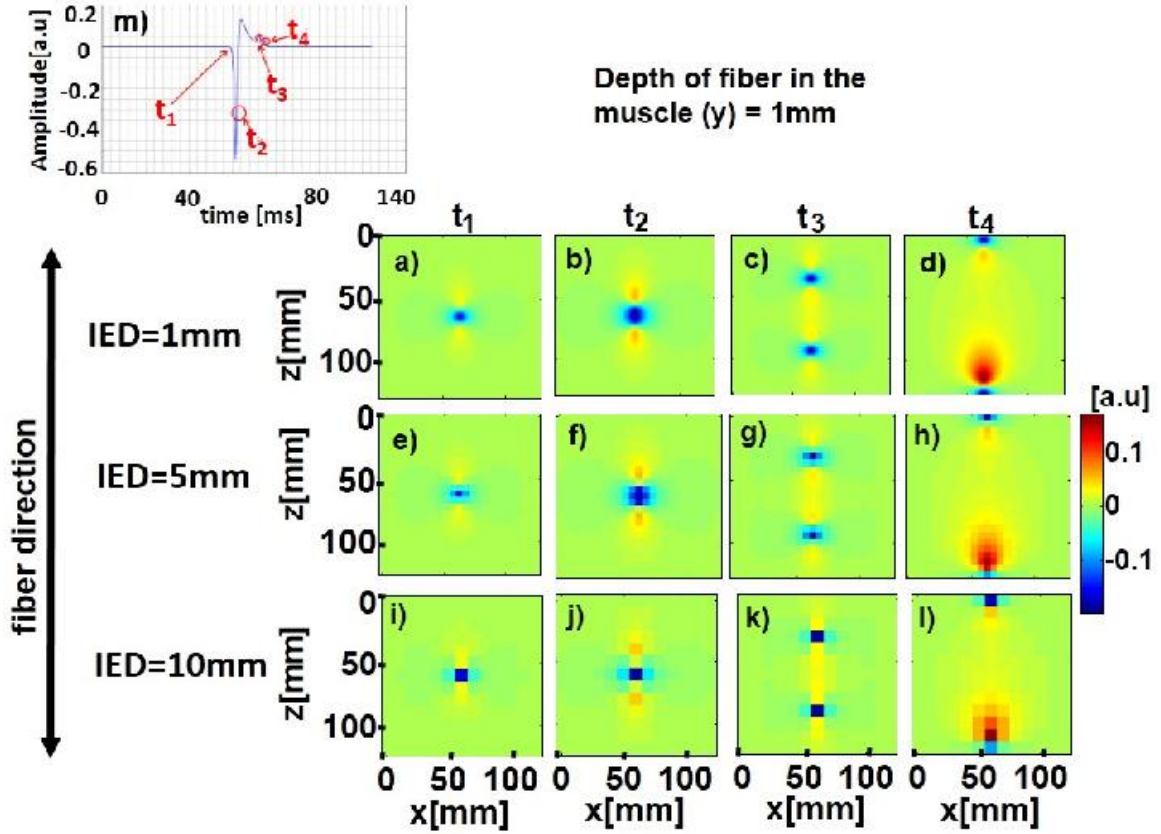 m)
0.2
0
-0.2
-0.4
-0.6
Amplitude[a.u]
t1
t2
t3
t4
0 40 80 140
time [ms]
Depth of fiber in the
muscle (y) = 1mm
t1 t2 t3 t4
fiber direction
IED=1mm
z[mm]
0
50
100
a) b) c) d)
IED=5mm
z[mm]
0
50
100
e) f) g) h)
[a.u]
0.1
0
-0.1
IED=10mm
z[mm]
0
50
100
i) j) k) l)
0 50 100 0 50 100 0 50 100 0 50 100
x[mm] x[mm] x[mm] x[mm]